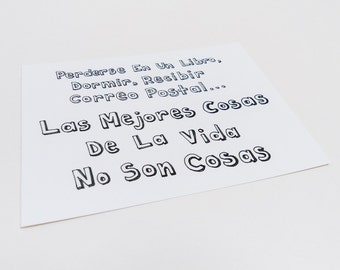 Perderse En Un Libro,
Dormir, Recibir
Correo Postal...
Las Mejores Cosas
De La Vida
No Son Cosas